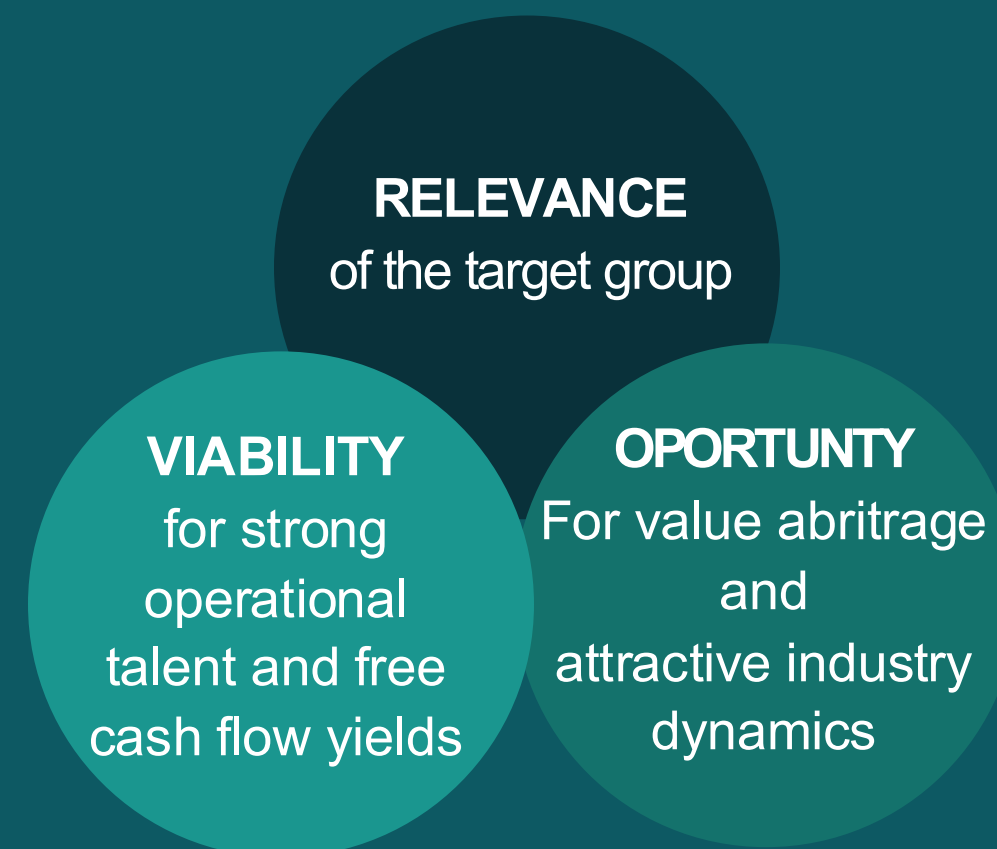 RELEVANCE
of the target group
VIABILITY
for strong
operational
talent and free
cash flow yields
OPORTUNTY
For value abritrage
and
attractive industry
dynamics